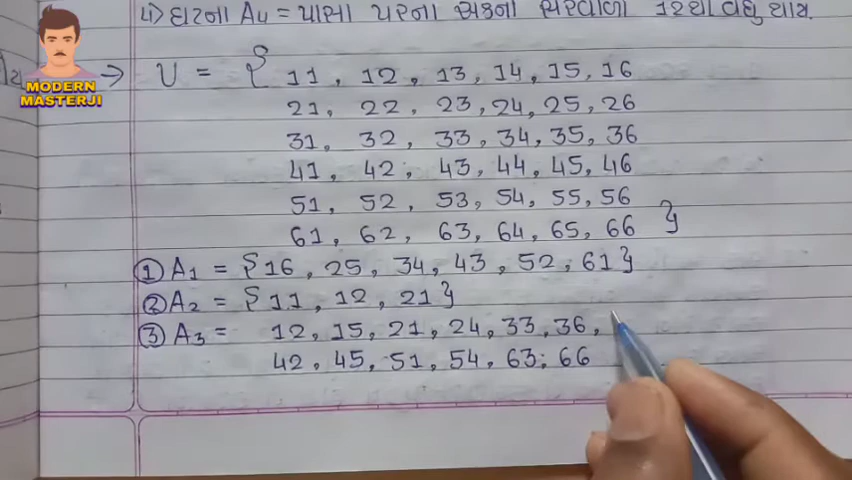 4) ઘટના A4 = પાસા પરના અંકના સરવાળા 12થી વધુ થાય.
MODERN
MASTERJI
→ U = { 11, 12, 13, 14, 15, 16
21, 22, 23, 24, 25, 26
31, 32, 33, 34, 35, 36
41, 42, 43, 44, 45, 46
51, 52, 53, 54, 55, 56
61, 62, 63, 64, 65, 66 }
① A1 = {16, 25, 34, 43, 52, 61}
② A2 = {11, 12, 21}
③ A3 = 12, 15, 21, 24, 33, 36,
42, 45, 51, 54, 63, 66